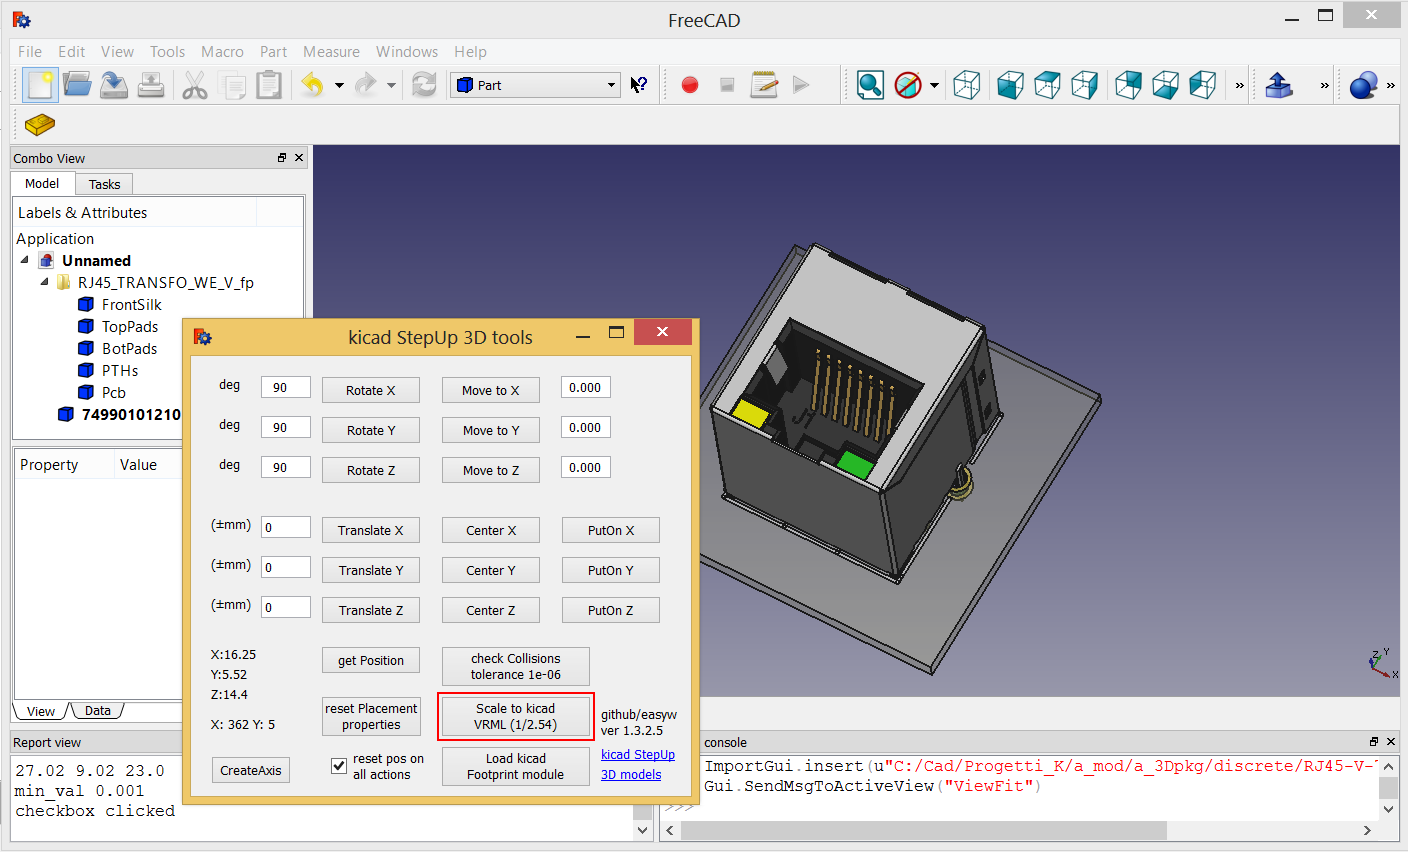 FreeCAD
File Edit View Tools Macro Part Measure Windows Help
Part
Combo View
Model Tasks
Labels & Attributes
Application
Unnamed
RJ45_TRANSFO_WE_V_fp
FrontSilk
TopPads
BotPads
PTHs
Pcb
74990101210
Property Value
View Data
kicad StepUp 3D tools
deg 90 Rotate X Move to X 0.000
deg 90 Rotate Y Move to Y 0.000
deg 90 Rotate Z Move to Z 0.000
(±mm) 0 Translate X Center X PutOn X
(±mm) 0 Translate Y Center Y PutOn Y
(±mm) 0 Translate Z Center Z PutOn Z
X:16.25
Y:5.52
Z:14.4
X: 362 Y: 5
get Position
check Collisions
tolerance 1e-06
reset Placement
properties
Scale to kicad
VRML (1/2.54)
github/easyw
ver 1.3.2.5
CreateAxis
reset pos on
all actions
Load kicad
Footprint module
kicad StepUp
3D models
Z Y
X
Report view
27.02 9.02 23.0
min_val 0.001
checkbox clicked
console
ImportGui.insert(u"C:/Cad/Progetti_K/a_mod/a_3Dpkg/discrete/RJ45-V-
Gui.SendMsgToActiveView("ViewFit")
>>>